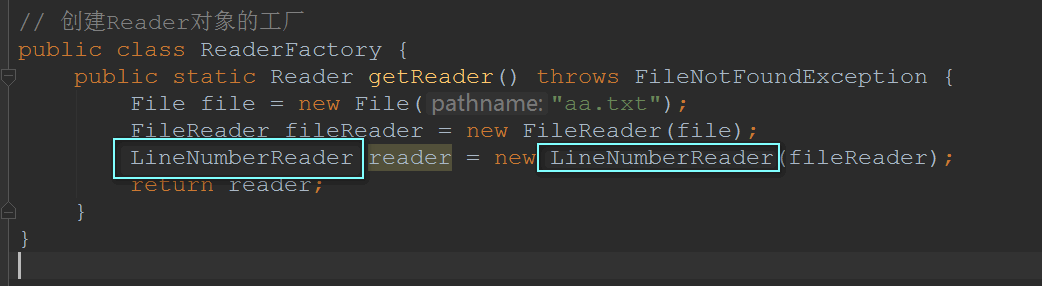 // 创建Reader对象的工厂
public class ReaderFactory {
public static Reader getReader() throws FileNotFoundException {
File file = new File( pathname: "aa.txt");
FileReader fileReader = new FileReader(file);
LineNumberReader reader = new LineNumberReader(fileReader);
return reader;
}
}